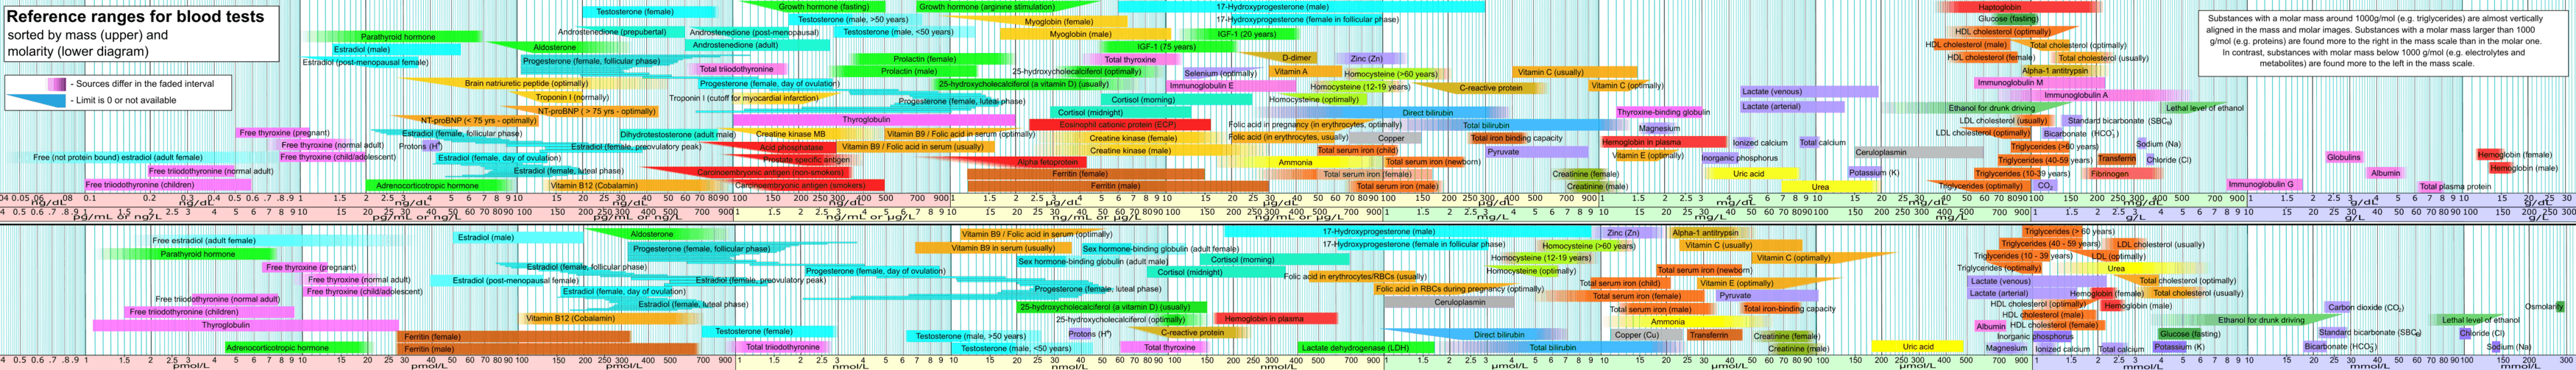 Reference ranges for blood tests
sorted by mass (upper) and
molarity (lower diagram)
- Sources differ in the faded interval
- Limit is 0 or not available
Substances with a molar mass around 1000g/mol (e.g. triglycerides) are almost vertically
aligned in the mass and molar images. Substances with a molar mass larger than 1000
g/mol (e.g. proteins) are found more to the right in the mass scale than in the molar one.
In contrast, substances with molar mass below 1000 g/mol (e.g. electrolytes and
metabolites) are found more to the left in the mass scale.
Parathyroid hormone
Estradiol (male)
Estradiol (post-menopausal female)
Testosterone (female)
Androstenedione (prepubertal)
Androstenedione (post-menopausal)
Androstenedione (adult)
Aldosterone
Progesterone (female, follicular phase)
Total triiodothyronine
Brain natriuretic peptide (optimally)
Progesterone (female, day of ovulation)
Troponin I (normally)
Troponin I (cutoff for myocardial infarction)
NT-proBNP ( > 75 yrs - optimally)
NT-proBNP ( < 75 yrs - optimally)
Free thyroxine (pregnant)
Free thyroxine (normal adult)
Free thyroxine (child/adolescent)
Free (not protein bound) estradiol (adult female)
Free triiodothyronine (normal adult)
Free triiodothyronine (children)
Estradiol (female, follicular phase)
Protons (H+)
Estradiol (female, day of ovulation)
Estradiol (female, preovulatory peak)
Estradiol (female, luteal phase)
Dihydrotestosterone (adult male)
Adrenocorticotropic hormone
Vitamin B12 (Cobalamin)
Growth hormone (fasting)
Growth hormone (arginine stimulation)
Testosterone (male, >50 years)
Testosterone (male, <50 years)
Myoglobin (female)
Myoglobin (male)
17-Hydroxyprogesterone (male)
17-Hydroxyprogesterone (female in follicular phase)
IGF-1 (20 years)
IGF-1 (75 years)
Prolactin (female)
Prolactin (male)
Total thyroxine
25-hydroxycholecalciferol (optimally)
25-hydroxycholecalciferol (a vitamin D) (usually)
D-dimer
Zinc (Zn)
Selenium (optimally)
Vitamin A
Homocysteine (>60 years)
Immunoglobulin E
Homocysteine (12-19 years)
Homocysteine (optimally)
C-reactive protein
Vitamin C (usually)
Vitamin C (optimally)
Progesterone (female, luteal phase)
Cortisol (morning)
Cortisol (midnight)
Direct bilirubin
Thyroglobulin
Eosinophil cationic protein (ECP)
Folic acid in pregnancy (in erythrocytes, optimally)
Total bilirubin
Creatine kinase MB
Vitamin B9 / Folic acid in serum (optimally)
Creatine kinase (female)
Folic acid (in erythrocytes, usually)
Copper
Total iron binding capacity
Acid phosphatase
Vitamin B9 / Folic acid in serum (usually)
Creatine kinase (male)
Total serum iron (child)
Pyruvate
Prostate specific antigen
Alpha fetoprotein
Ammonia
Total serum iron (newborn)
Carcinoembryonic antigen (non-smokers)
Ferritin (female)
Total serum iron (female)
Creatinine (female)
Carcinoembryonic antigen (smokers)
Ferritin (male)
Total serum iron (male)
Creatinine (male)
Lactate (venous)
Lactate (arterial)
Thyroxine-binding globulin
Magnesium
Hemoglobin in plasma
Ionized calcium
Total calcium
Vitamin E (optimally)
Inorganic phosphorus
Ceruloplasmin
Uric acid
Potassium (K)
Urea
Haptoglobin
Glucose (fasting)
HDL cholesterol (optimally)
HDL cholesterol (male)
Total cholesterol (optimally)
HDL cholesterol (female)
Total cholesterol (usually)
Alpha-1 antitrypsin
Immunoglobulin M
Immunoglobulin A
Ethanol for drunk driving
Lethal level of ethanol
LDL cholesterol (usually)
Standard bicarbonate (SBCe)
LDL cholesterol (optimally)
Bicarbonate (HCO3-)
Triglycerides (>60 years)
Sodium (Na)
Triglycerides (40-59 years)
Transferrin
Chloride (Cl)
Triglycerides (10-39 years)
Fibrinogen
Triglycerides (optimally)
CO2
Globulins
Albumin
Total plasma protein
Immunoglobulin G
Hemoglobin (female)
Hemoglobin (male)
ng/dL
pg/mL or ng/L
ng/mL or µg/L
µg/dL
mg/L
mg/dL
g/L
g/dL
Free estradiol (adult female)
Parathyroid hormone
Free thyroxine (pregnant)
Free thyroxine (normal adult)
Free thyroxine (child/adolescent)
Free triiodothyronine (normal adult)
Free triiodothyronine (children)
Thyroglobulin
Adrenocorticotropic hormone
Estradiol (male)
Aldosterone
Progesterone (female, follicular phase)
Estradiol (female, follicular phase)
Estradiol (post-menopausal female)
Estradiol (female, preovulatory peak)
Estradiol (female, day of ovulation)
Estradiol (female, luteal phase)
Vitamin B12 (Cobalamin)
Ferritin (female)
Ferritin (male)
Testosterone (female)
Total triiodothyronine
Progesterone (female, day of ovulation)
Vitamin B9 / Folic acid in serum (optimally)
Vitamin B9 in serum (usually)
Sex hormone-binding globulin (adult female)
Sex hormone-binding globulin (adult male)
Cortisol (morning)
Cortisol (midnight)
Progesterone (female, luteal phase)
25-hydroxycholecalciferol (a vitamin D) (usually)
25-hydroxycholecalciferol (optimally)
Hemoglobin in plasma
Testosterone (male, >50 years)
Protons (H+)
C-reactive protein
Testosterone (male, <50 years)
Total thyroxine
Lactate dehydrogenase (LDH)
17-Hydroxyprogesterone (male)
17-Hydroxyprogesterone (female in follicular phase)
Folic acid in erythrocytes/RBCs (usually)
Folic acid in RBCs during pregnancy (optimally)
Ceruloplasmin
Direct bilirubin
Total bilirubin
Zinc (Zn)
Homocysteine (>60 years)
Homocysteine (12-19 years)
Homocysteine (optimally)
Alpha-1 antitrypsin
Vitamin C (usually)
Vitamin C (optimally)
Total serum iron (newborn)
Total serum iron (child)
Vitamin E (optimally)
Total serum iron (female)
Pyruvate
Total serum iron (male)
Total iron-binding capacity
Ammonia
Copper (Cu)
Transferrin
Creatinine (female)
Creatinine (male)
Uric acid
Triglycerides (> 60 years)
Triglycerides (40 - 59 years)
Triglycerides (10 - 39 years)
Triglycerides (optimally)
LDL cholesterol (usually)
LDL (optimally)
Urea
Lactate (venous)
Total cholesterol (optimally)
Lactate (arterial)
Hemoglobin (female)
Total cholesterol (usually)
HDL cholesterol (optimally)
Hemoglobin (male)
HDL cholesterol (male)
Albumin
HDL cholesterol (female)
Inorganic phosphorus
Magnesium
Ionized calcium
Total calcium
Potassium (K)
Glucose (fasting)
Ethanol for drunk driving
Carbon dioxide (CO2)
Standard bicarbonate (SBCe)
Bicarbonate (HCO3-)
Lethal level of ethanol
Chloride (Cl)
Sodium (Na)
Osmolarity
pmol/L
nmol/L
µmol/L
mmol/L